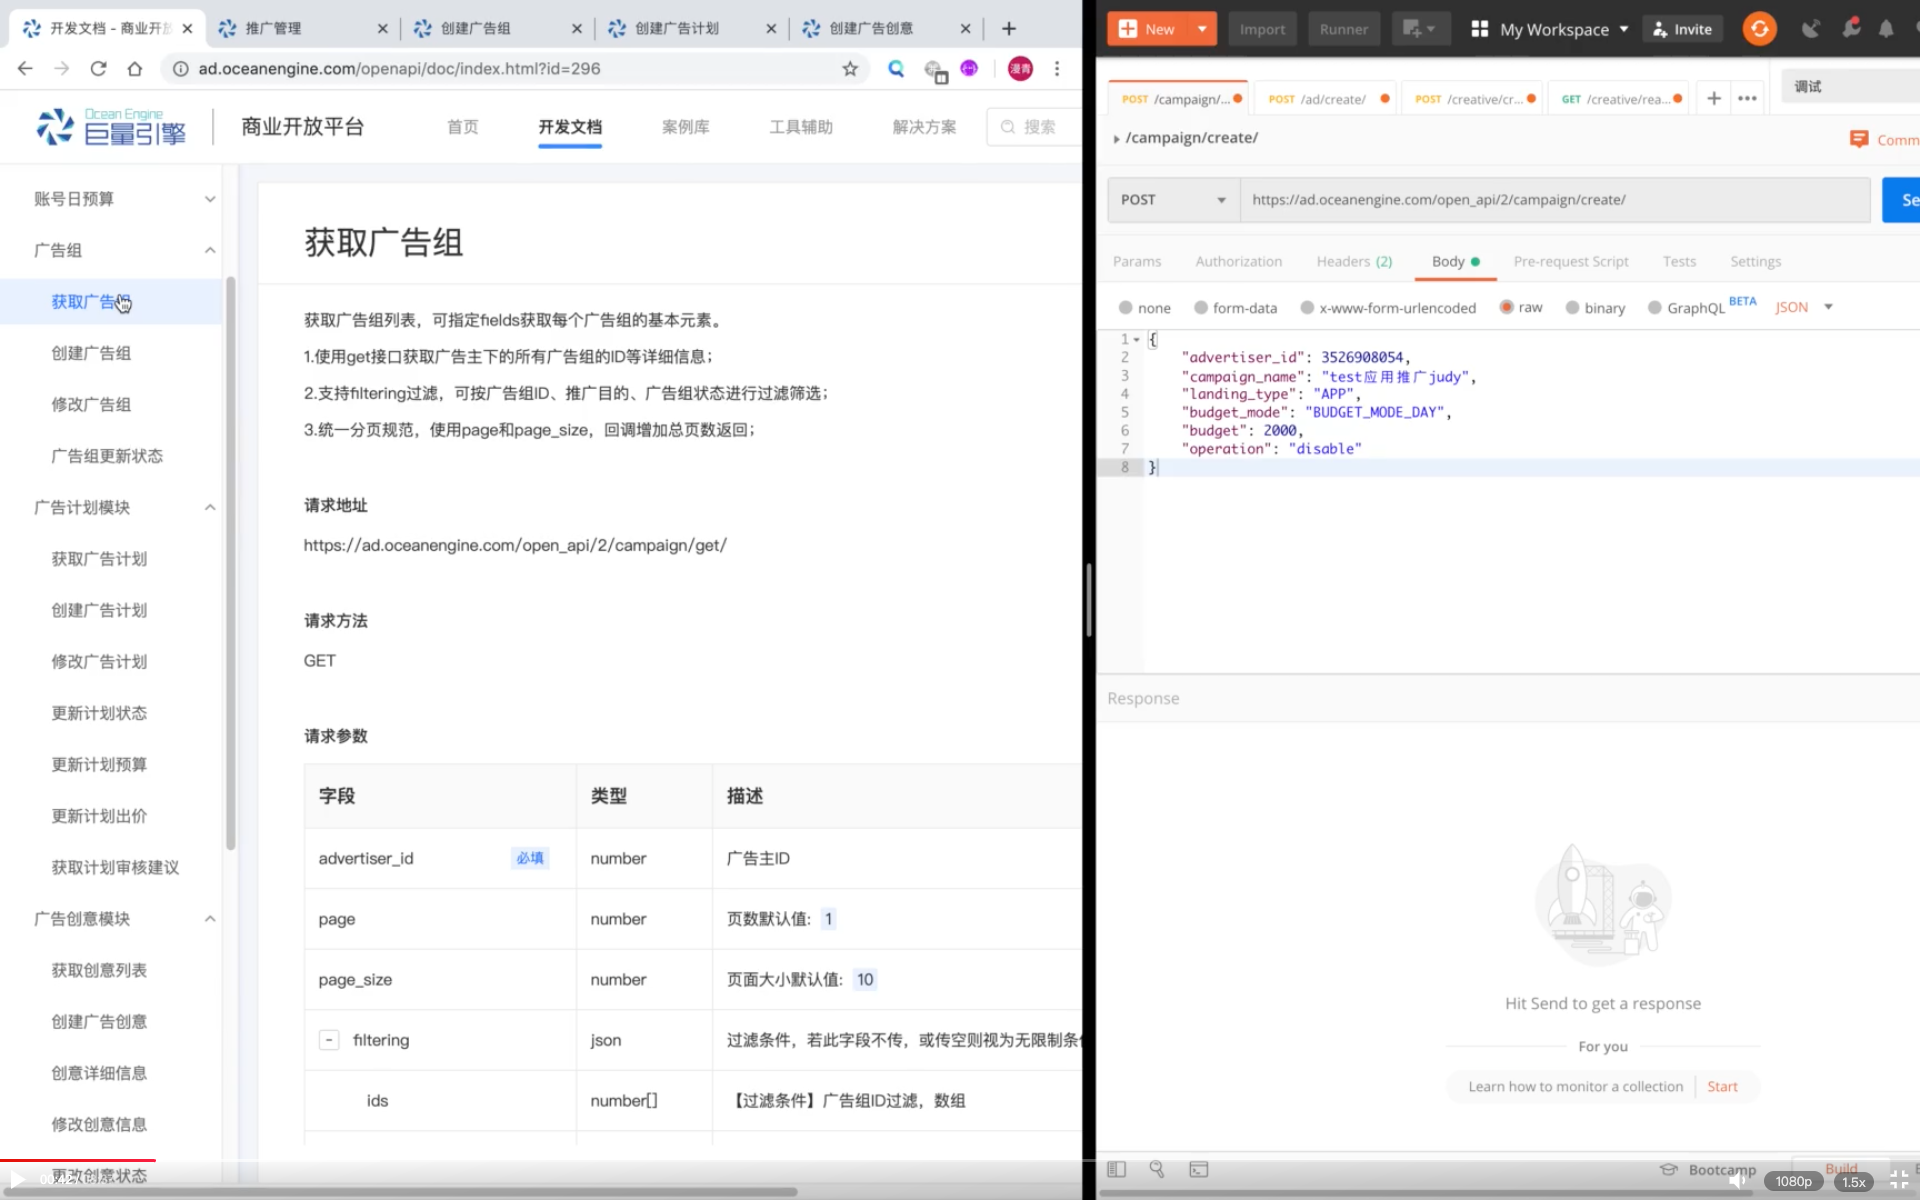 开发文档 - 商业开放
推广管理
创建广告组
创建广告计划
创建广告创意
ad.oceanengine.com/openapi/doc/index.html?id=296
漫青
Ocean Engine
巨量引擎
商业开放平台
首页
开发文档
案例库
工具辅助
解决方案
搜索
账号日预算
广告组
获取广告组
创建广告组
修改广告组
广告组更新状态
广告计划模块
获取广告计划
创建广告计划
修改广告计划
更新计划状态
更新计划预算
更新计划出价
获取计划审核建议
广告创意模块
获取创意列表
创建广告创意
创意详细信息
修改创意信息
更改创意状态
获取广告组
获取广告组列表，可指定fields获取每个广告组的基本元素。
1.使用get接口获取广告主下的所有广告组的ID等详细信息；
2.支持filtering过滤，可按广告组ID、推广目的、广告组状态进行过滤筛选；
3.统一分页规范，使用page和page_size，回调增加总页数返回；
请求地址
https://ad.oceanengine.com/open_api/2/campaign/get/
请求方法
GET
请求参数
字段 类型 描述
advertiser_id 必填 number 广告主ID
page number 页数默认值: 1
page_size number 页面大小默认值: 10
- filtering json 过滤条件，若此字段不传，或传空则视为无限制条
ids number[] 【过滤条件】广告组ID过滤，数组
New
Import
Runner
My Workspace
Invite
POST /campaign/...
POST /ad/create/
POST /creative/cr...
GET /creative/rea...
调试
/campaign/create/
Comm
POST
https://ad.oceanengine.com/open_api/2/campaign/create/
Se
Params
Authorization
Headers (2)
Body
Pre-request Script
Tests
Settings
none
form-data
x-www-form-urlencoded
raw
binary
GraphQL BETA
JSON
1 {
2 "advertiser_id": 3526908054,
3 "campaign_name": "test应用推广judy",
4 "landing_type": "APP",
5 "budget_mode": "BUDGET_MODE_DAY",
6 "budget": 2000,
7 "operation": "disable"
8 }
Response
Hit Send to get a response
For you
Learn how to monitor a collection
Start
Bootcamp
Build
1080p
1.5x